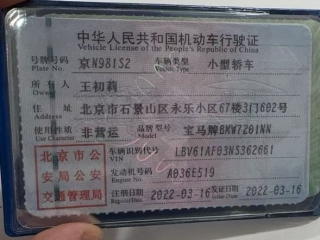 中华人民共和国机动车行驶证
Vehicle License of the People's Republic of China
号牌号码 京N981S2 车辆类型 小型轿车
Plate No. Vehicle Type
所有人 王初莉
Owner
住址 北京市石景山区永乐小区67楼3门602号
Address
使用性质 非营运 品牌型号 宝马牌BMW7201NN
Use Character Model
北京市公
安局公安
交通管理局
车辆识别代号 LBV61AF03NS362661
VIN
发动机号码 A036E519
Engine No.
注册日期 2022-03-16 发证日期 2022-03-16
Register Date Issue Date